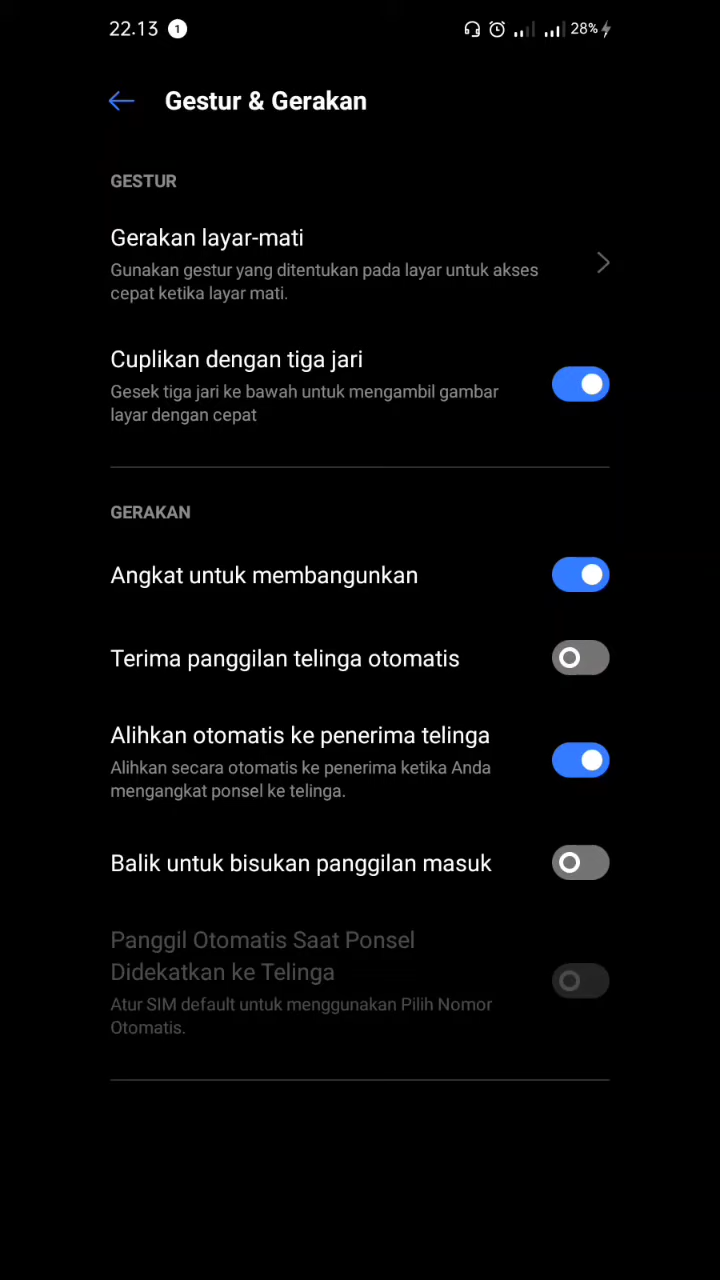 22.13 1 28%
Gestur & Gerakan
GESTUR
Gerakan layar-mati
Gunakan gestur yang ditentukan pada layar untuk akses
cepat ketika layar mati.
Cuplikan dengan tiga jari
Gesek tiga jari ke bawah untuk mengambil gambar
layar dengan cepat
GERAKAN
Angkat untuk membangunkan
Terima panggilan telinga otomatis
Alihkan otomatis ke penerima telinga
Alihkan secara otomatis ke penerima ketika Anda
mengangkat ponsel ke telinga.
Balik untuk bisukan panggilan masuk
Panggil Otomatis Saat Ponsel
Didekatkan ke Telinga
Atur SIM default untuk menggunakan Pilih Nomor
Otomatis.